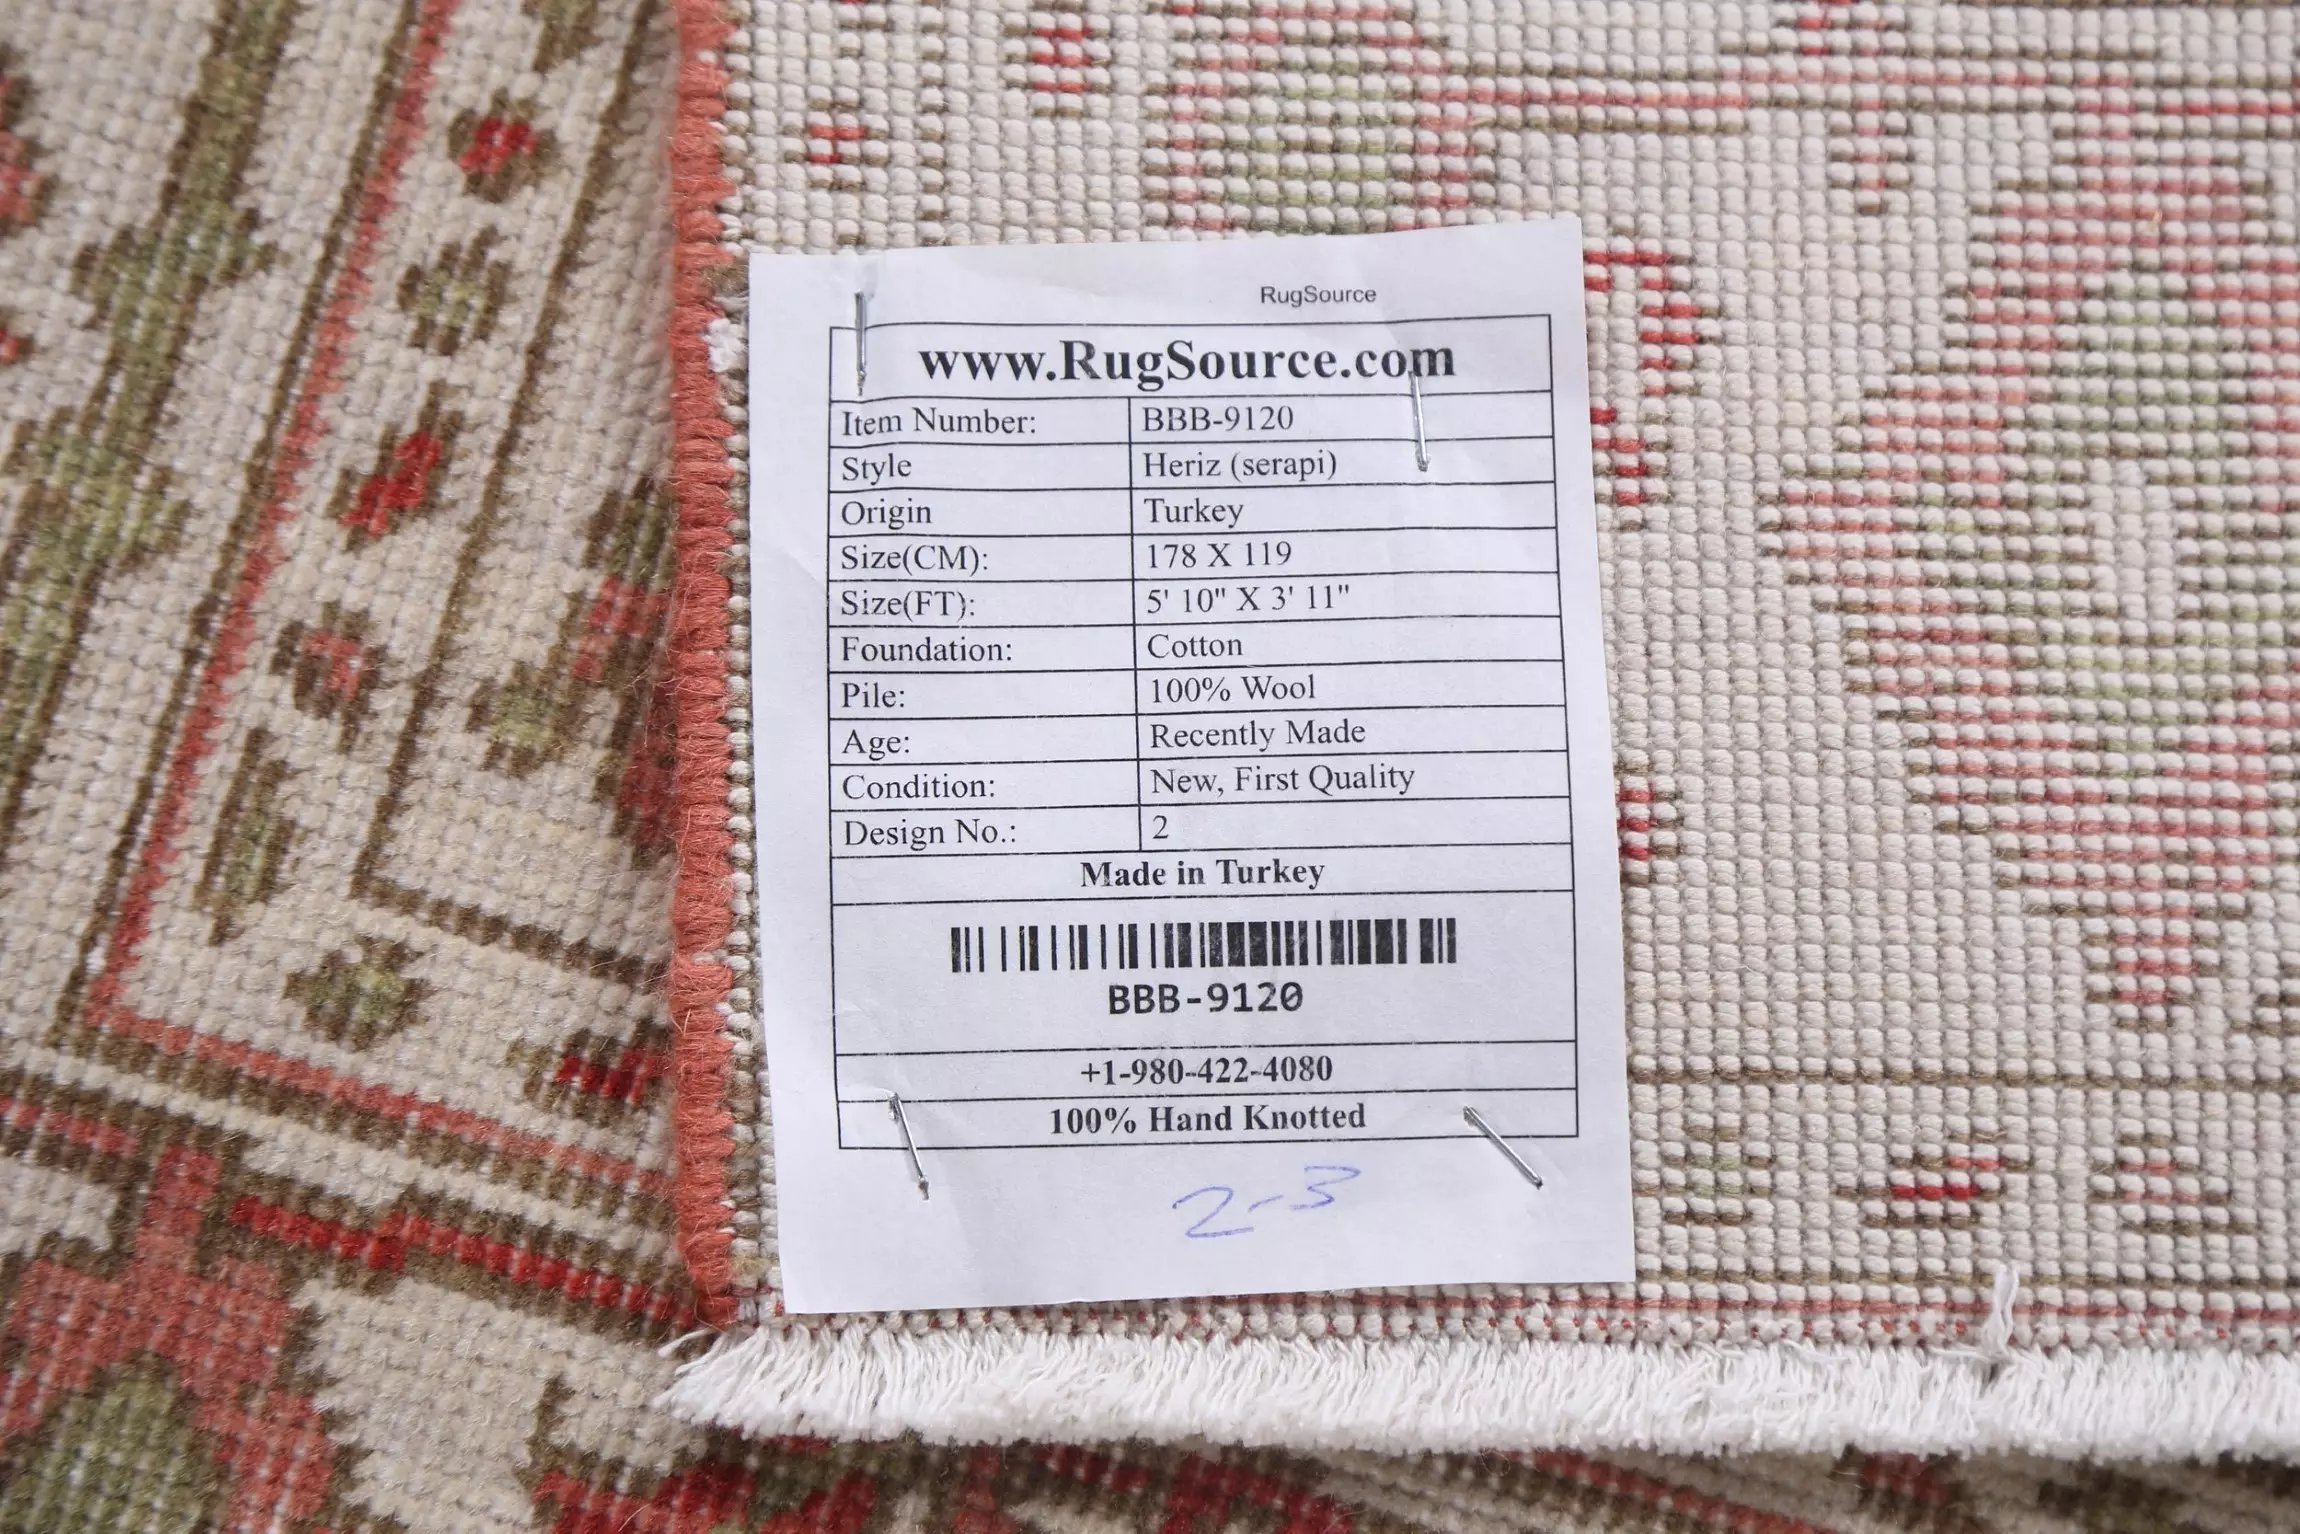 RugSource
www.RugSource.com
Item Number: BBB-9120
Style Heriz (serapi)
Origin Turkey
Size(CM): 178 X 119
Size(FT): 5' 10" X 3' 11"
Foundation: Cotton
Pile: 100% Wool
Age: Recently Made
Condition: New, First Quality
Design No.: 2
Made in Turkey
BBB-9120
+1-980-422-4080
100% Hand Knotted
2-3